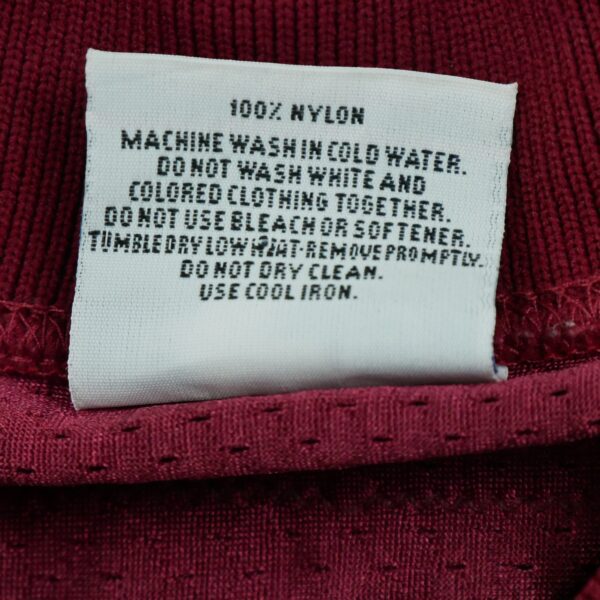 100% NYLON
MACHINE WASH IN COLD WATER.
DO NOT WASH WHITE AND
COLORED CLOTHING TOGETHER.
DO NOT USE BLEACH OR SOFTENER.
TUMBLE DRY LOW HEAT-REMOVE PROMPTLY.
DO NOT DRY CLEAN.
USE COOL IRON.